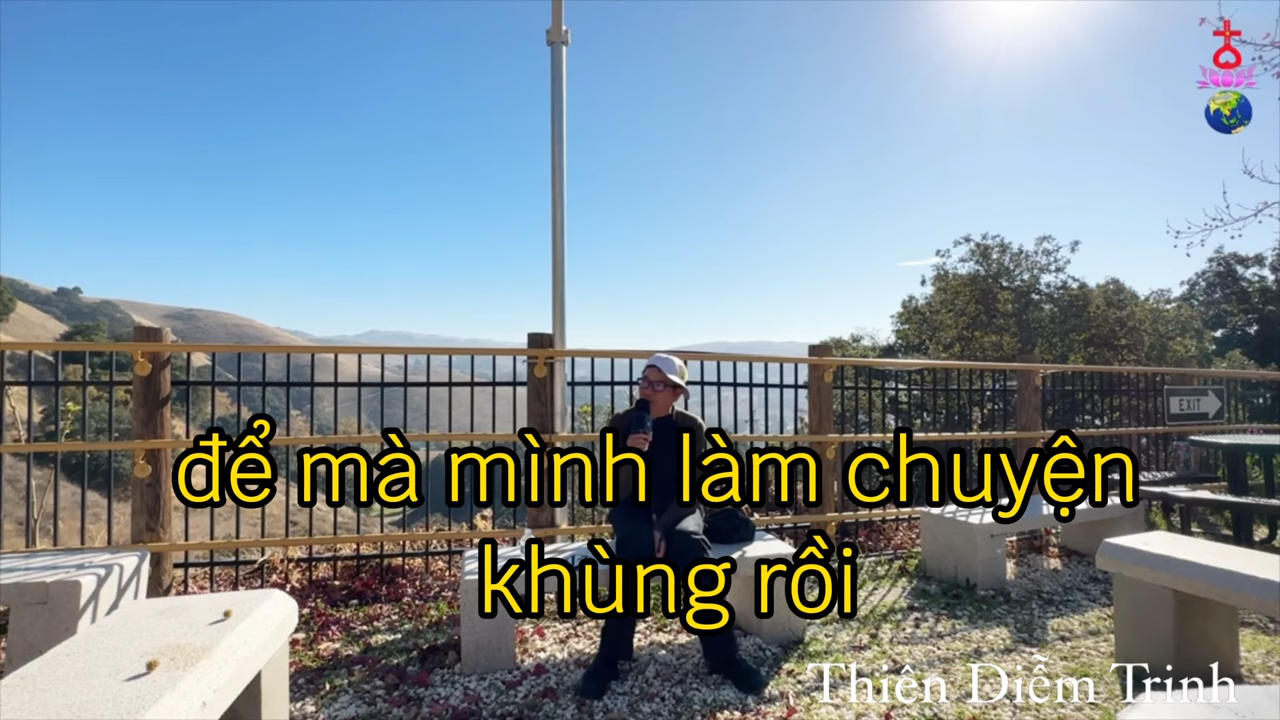 EXIT
để mà mình làm chuyện
khùng rồi
Thiên Diễm Trinh